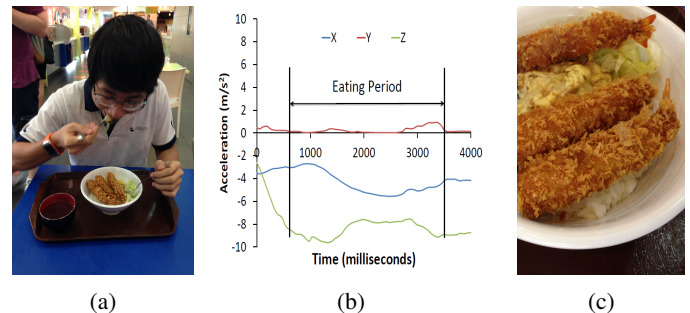 X Y Z
Eating Period
Acceleration (m/s²)
10
8
6
4
2
0
-2
-4
-6
-8
-10
0 1000 2000 3000 4000
Time (milliseconds)
(a) (b) (c)